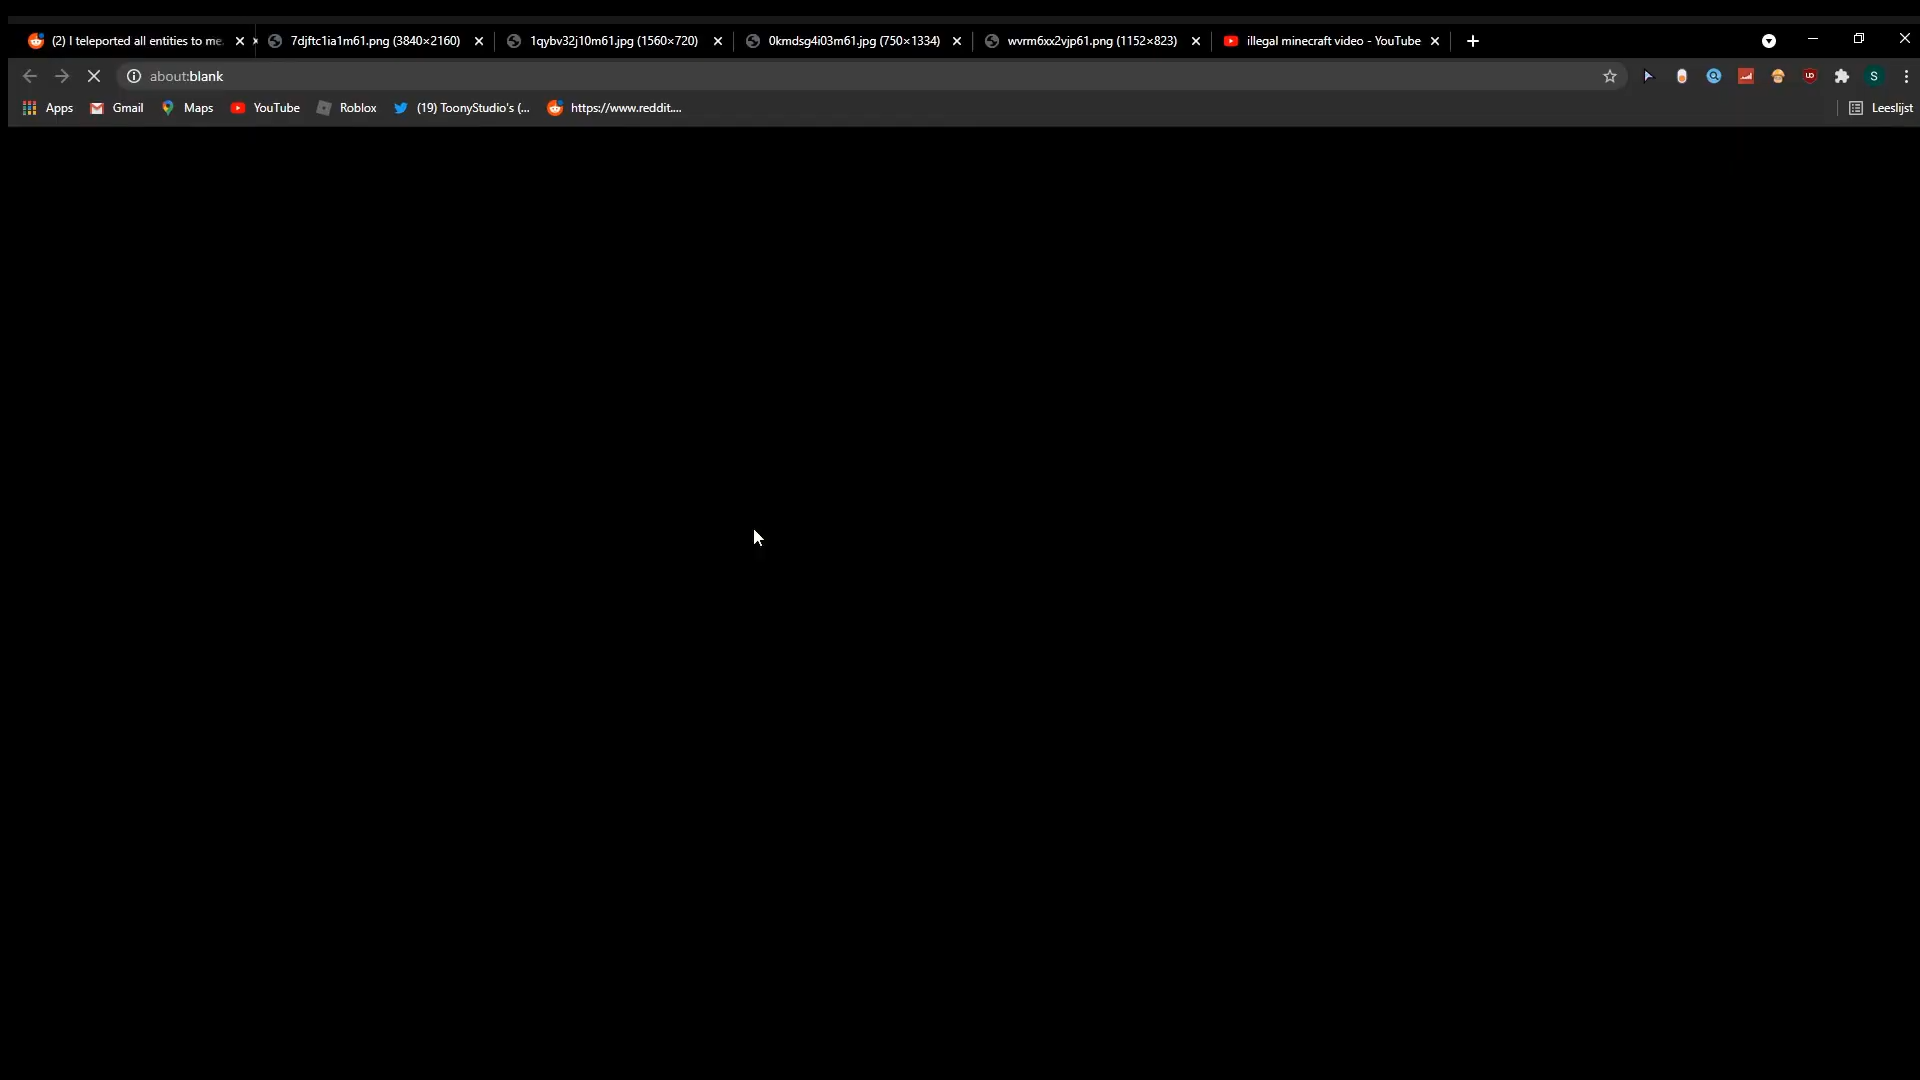 (2) I teleported all entities to me
7djftc1ia1m61.png (3840×2160)
1qybv32j10m61.jpg (1560×720)
0kmdsg4i03m61.jpg (750×1334)
wvrm6xx2vjp61.png (1152×823)
illegal minecraft video - YouTube
about:blank
S
Apps
Gmail
Maps
YouTube
Roblox
(19) ToonyStudio's (...
https://www.reddit....
Leeslijst